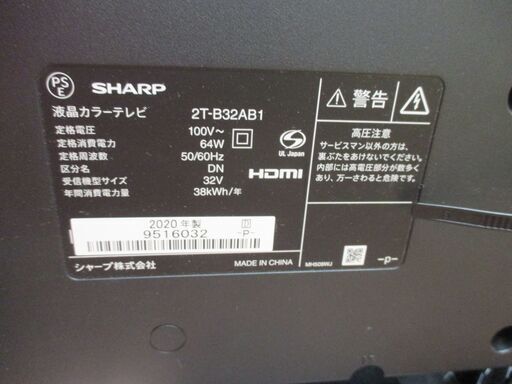 PS
E
SHARP
液晶カラーテレビ 2T-B32AB1
定格電圧 100V~
定格消費電力 64W
定格周波数 50/60Hz
区分名 DN
受信機型サイズ 32V
年間消費電力量 38kWh/年
S
UL Japan
HDMI
2020 年製
9516032 -P-
シャープ株式会社
MADE IN CHINA
警告
高圧注意
サービスマン以外の方は、
裏ぶたをあけないでください。
内部には高電圧部分が数多く
あり、万一さわると危険です。
-p-